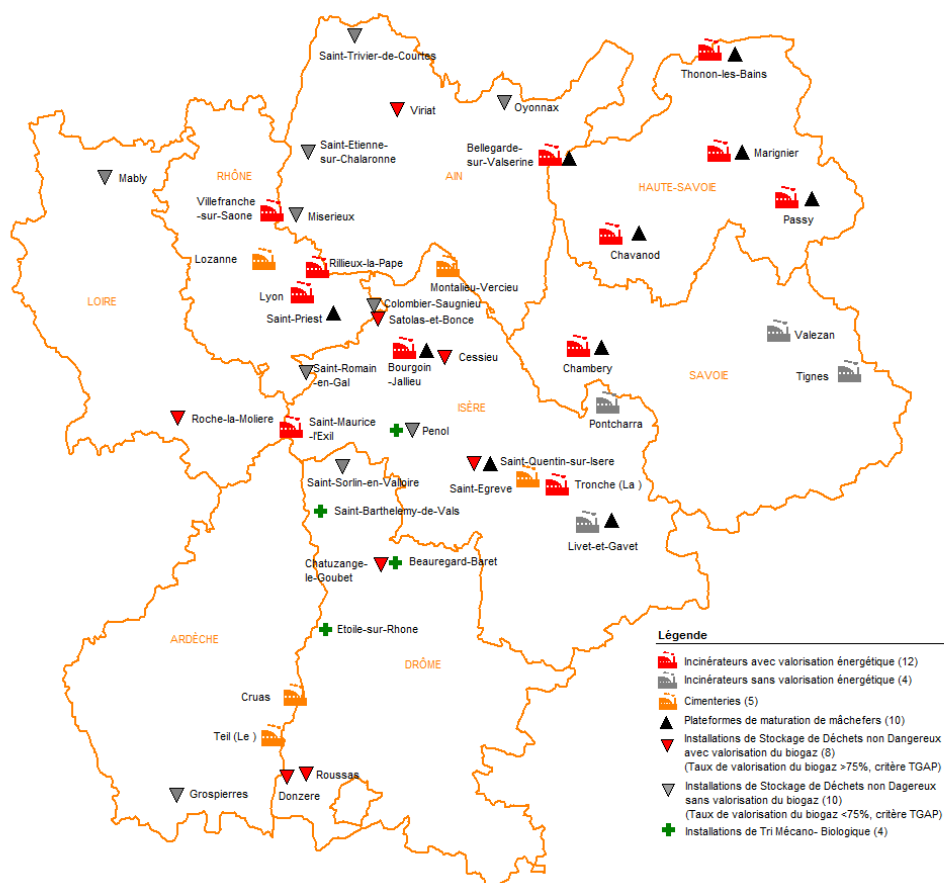 Saint-Trivier-de-Courtes
Thonon-les-Bains
Viriat
Oyonnax
Saint-Etienne-
sur-Chalaronne
Bellegarde-
sur-Valserine
Marignier
Mably
RHÔNE
AIN
HAUTE-SAVOIE
Villefranche
-sur-Saone
Miserieux
Passy
Chavanod
Lozanne
Rillieux-la-Pape
Montalieu-Vercieu
Lyon
LOIRE
Colombier-Saugnieu
Saint-Priest
Satolas-et-Bonce
Valezan
Cessieu
Bourgoin
-Jallieu
Chambery
SAVOIE
Tignes
Saint-Romain
-en-Gal
ISÈRE
Pontcharra
Roche-la-Moliere
Saint-Maurice
-l'Exil
Penol
Saint-Quentin-sur-Isere
Saint-Sorlin-en-Valloire
Saint-Egreve
Tronche (La )
Saint-Barthelemy-de-Vals
Livet-et-Gavet
Chatuzange-
le-Goubet
Beauregard-Baret
Etoile-sur-Rhone
ARDÈCHE
DRÔME
Cruas
Teil (Le )
Roussas
Donzere
Grospierres
Légende
Incinérateurs avec valorisation énergétique (12)
Incinérateurs sans valorisation énergétique (4)
Cimenteries (5)
Plateformes de maturation de mâchefers (10)
Installations de Stockage de Déchets non Dangereux
avec valorisation du biogaz (8)
(Taux de valorisation du biogaz >75%, critère TGAP)
Installations de Stockage de Déchets non Dagereux
sans valorisation du biogaz (10)
(Taux de valorisation du biogaz <75%, critère TGAP)
Installations de Tri Mécano- Biologique (4)